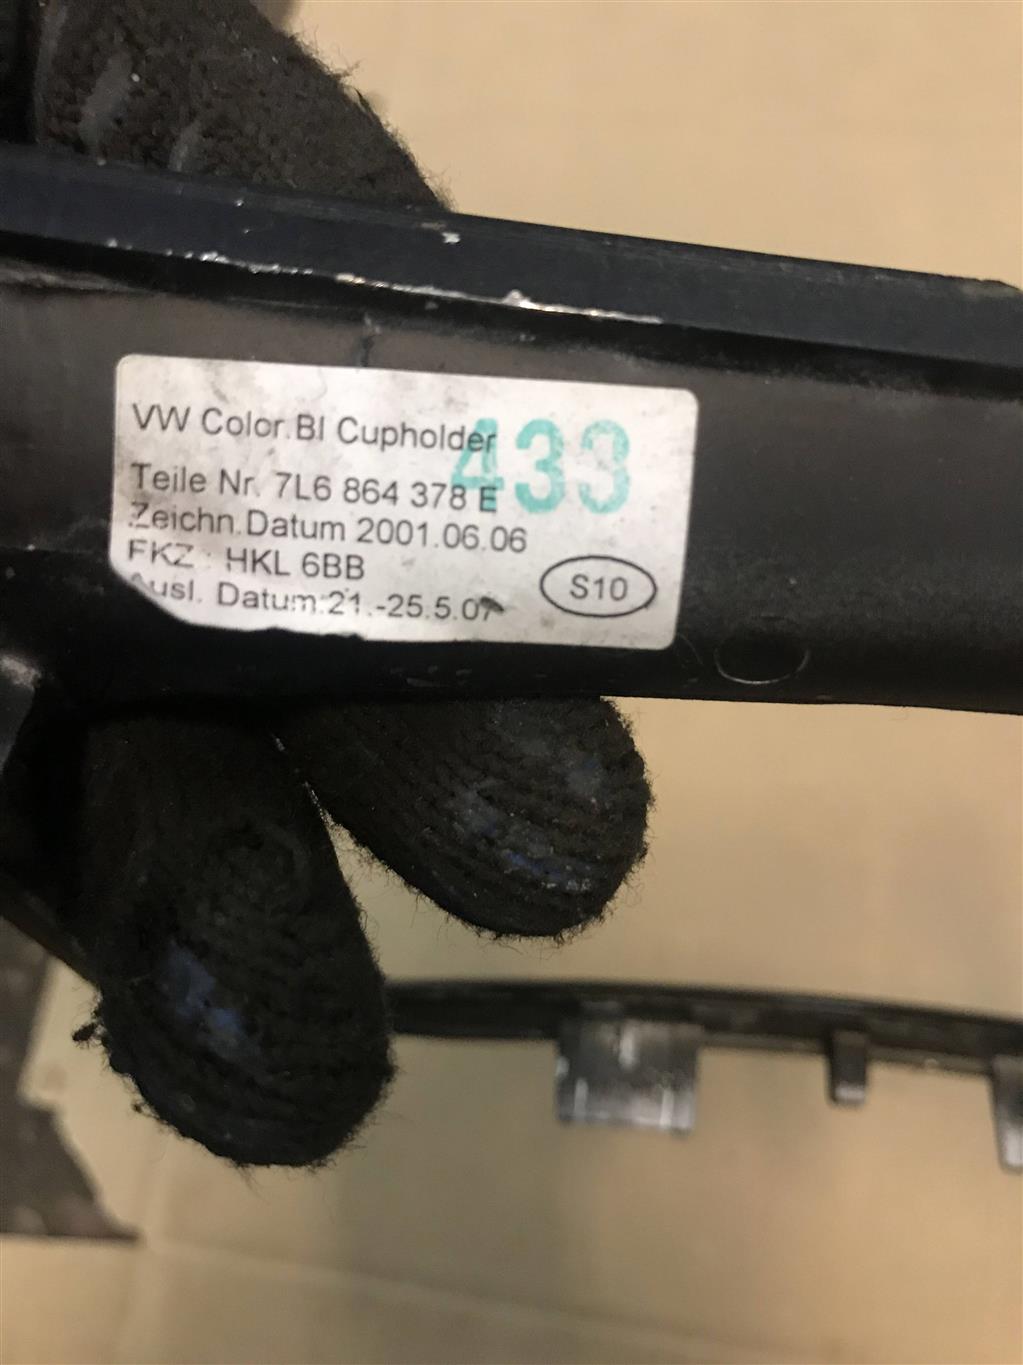 VW Color.Bl Cupholder
433
Teile Nr. 7L6 864 378 E
Zeichn.Datum 2001.06.06
FKZ : HKL 6BB
S10
Ausl. Datum:21.-25.5.07